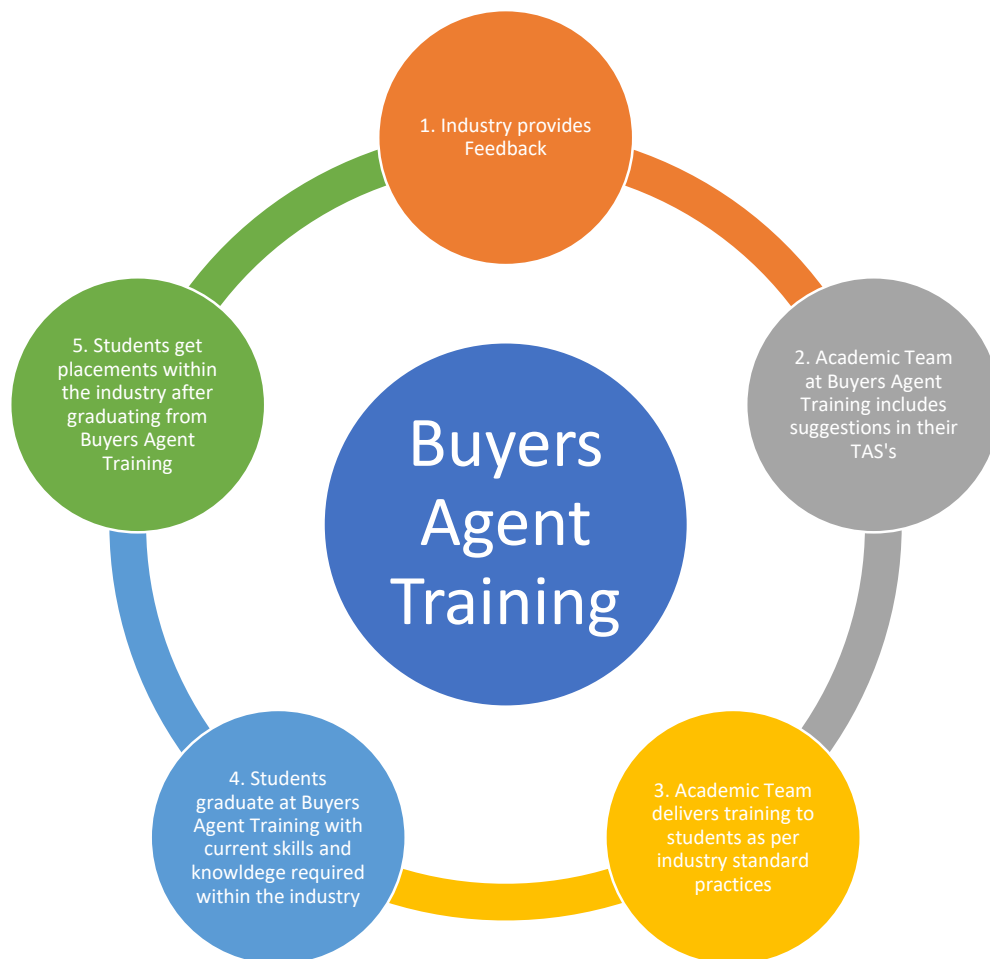 1. Industry provides
Feedback
2. Academic Team
at Buyers Agent
Training includes
suggestions in their
TAS's
3. Academic Team
delivers training to
students as per
industry standard
practices
4. Students
graduate at Buyers
Agent Training with
current skills and
knowldege required
within the industry
5. Students get
placements within
the industry after
graduating from
Buyers Agent
Training
Buyers
Agent
Training